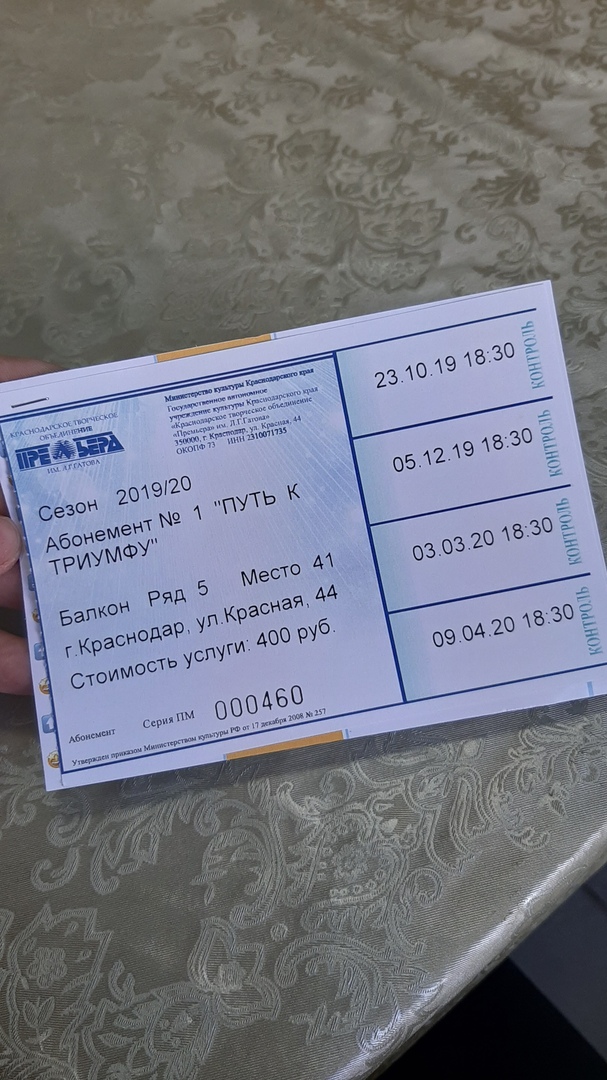 КРАСНОДАРСКОЕ ТВОРЧЕСКОЕ
ОБЪЕДИНЕНИЕ
ПРЕМЬЕРА
ИМ. Л.Г.ГАТОВА
Министерство культуры Краснодарского края
Государственное автономное
учреждение культуры Краснодарского края
«Краснодарское творческое объединение
«Премьера» им. Л.Г.Гатова»
350000, г. Краснодар, ул. Красная, 44
ОКОПФ 73 ИНН 2310071735
Сезон 2019/20
Абонемент № 1 "ПУТЬ К
ТРИУМФУ"
Балкон Ряд 5 Место 41
г.Краснодар, ул.Красная, 44
Стоимость услуги: 400 руб.
Абонемент Серия ПМ 000460
Утвержден приказом Министерством культуры РФ от 17 декабря 2008 № 257
23.10.19 18:30
КОНТРОЛЬ
05.12.19 18:30
КОНТРОЛЬ
03.03.20 18:30
КОНТРОЛЬ
09.04.20 18:30
КОНТРОЛЬ